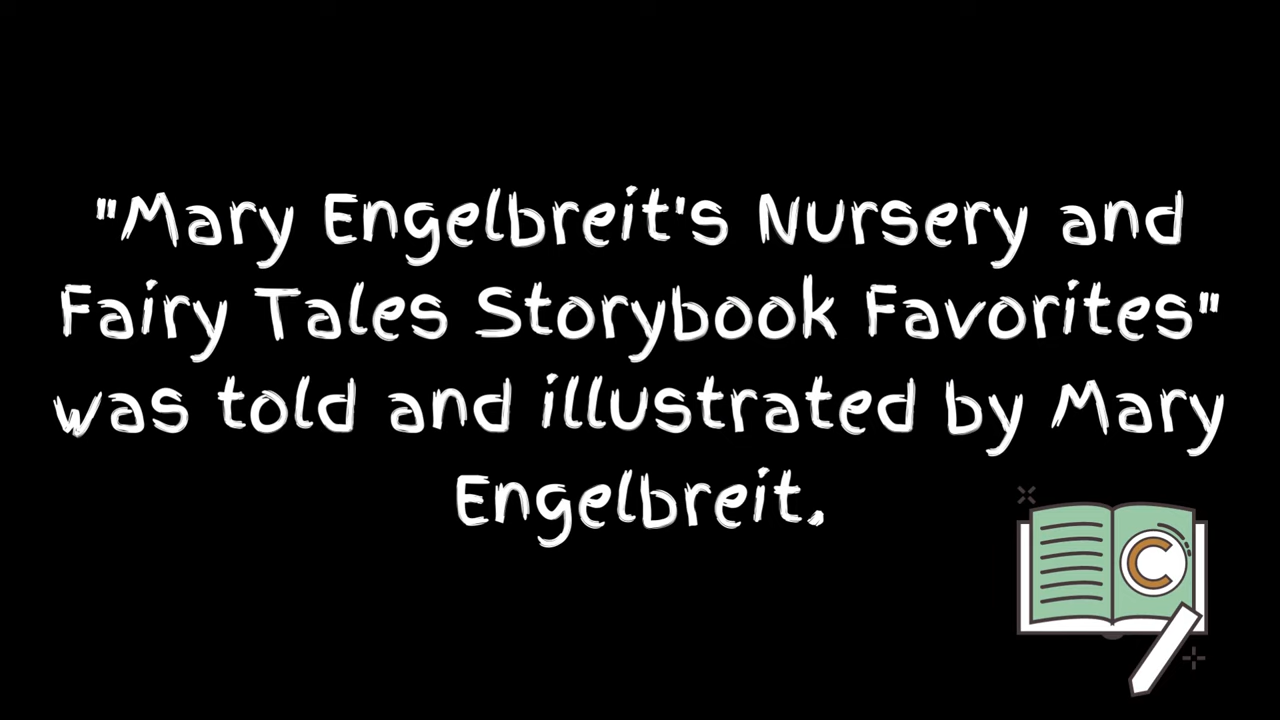 "Mary Engelbreit's Nursery and
Fairy Tales Storybook Favorites"
was told and illustrated by Mary
Engelbreit.
C